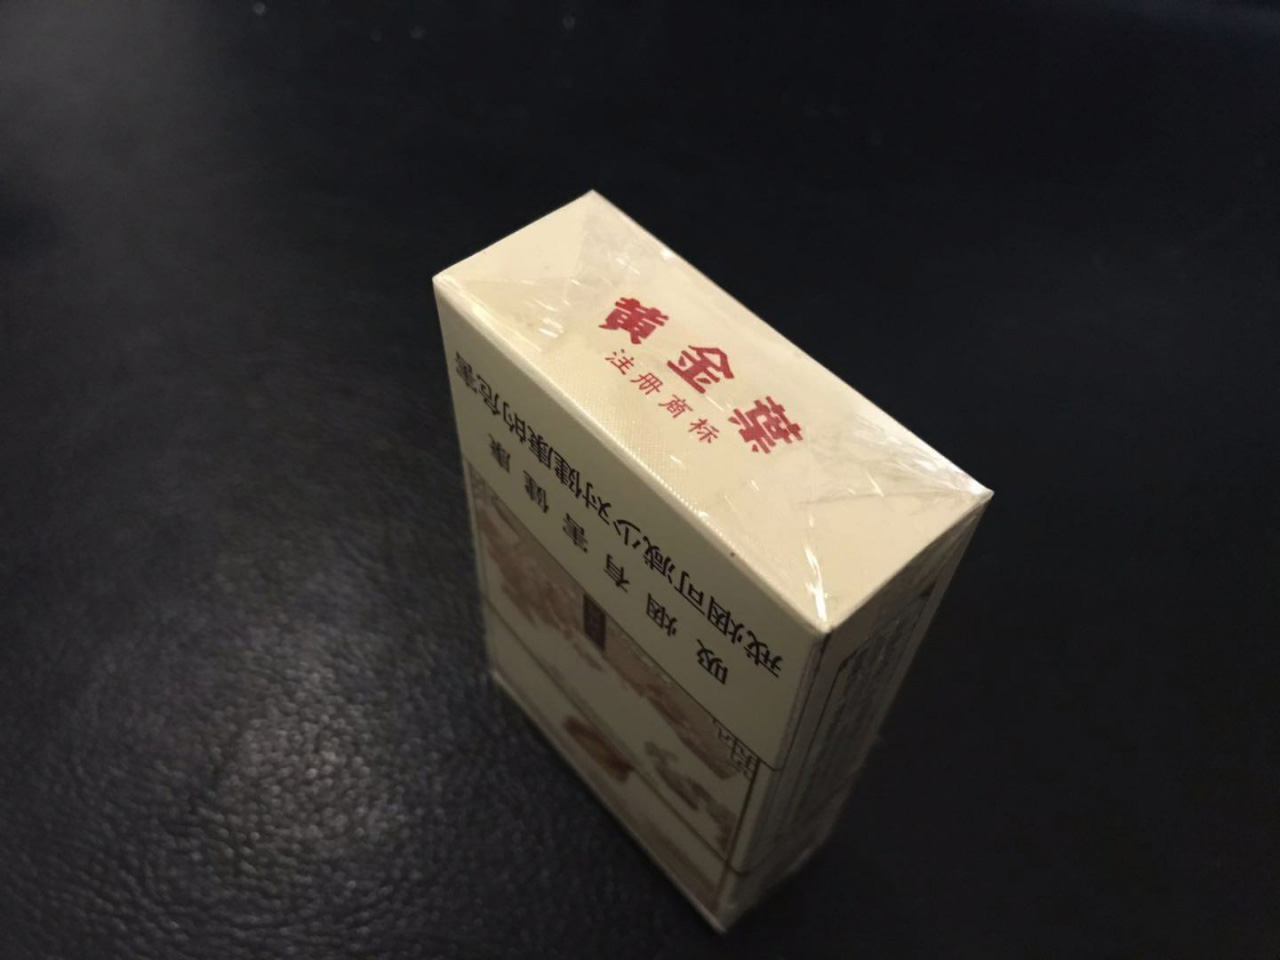 黄金葉
注册商标
吸烟有害健康
戒烟可减少对健康的危害